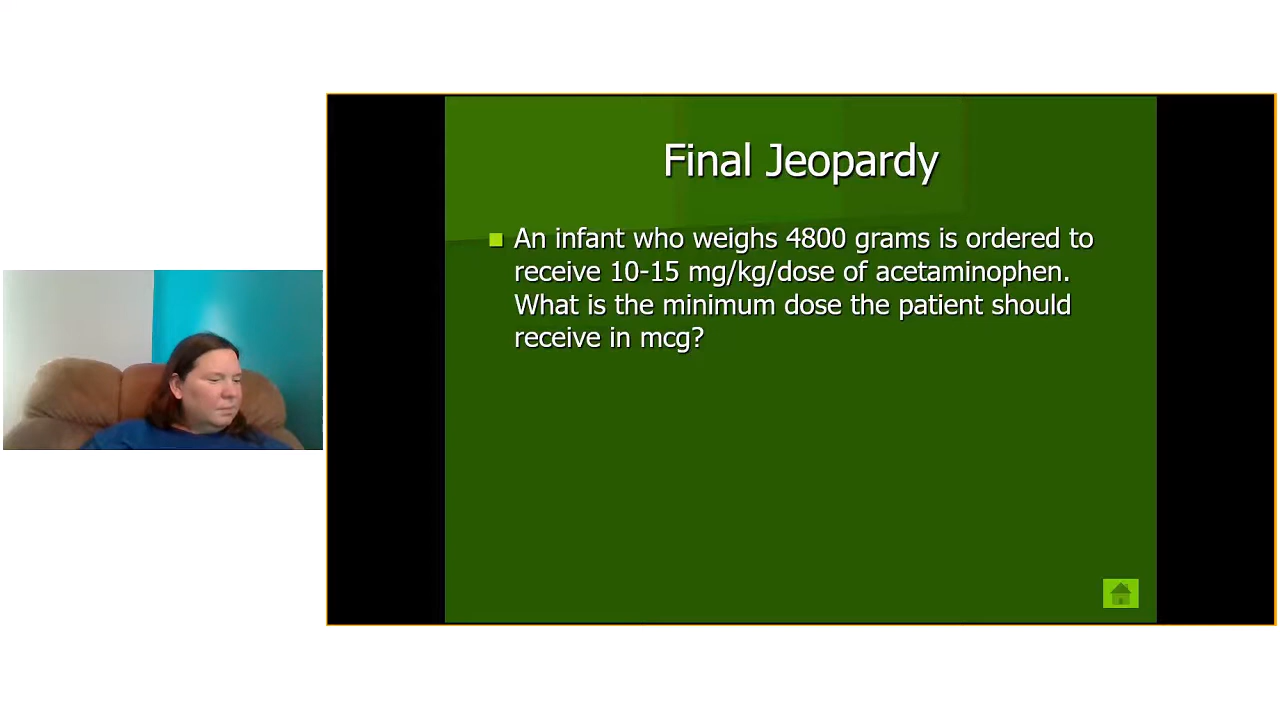 Final Jeopardy
An infant who weighs 4800 grams is ordered to
receive 10-15 mg/kg/dose of acetaminophen.
What is the minimum dose the patient should
receive in mcg?